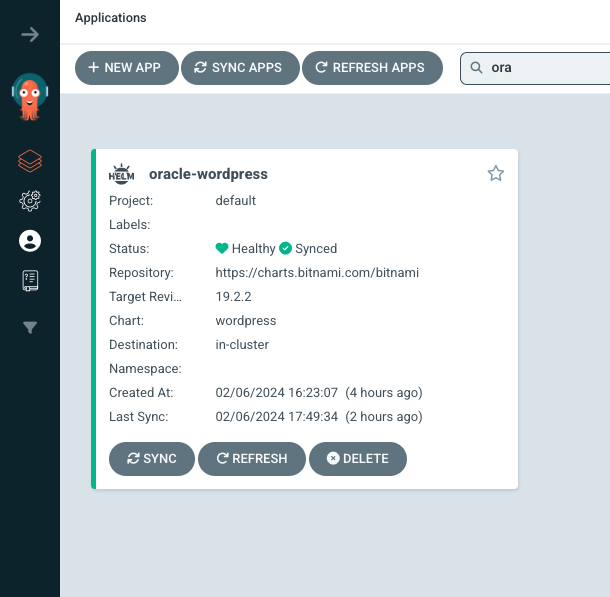 Applications
NEW APP
SYNC APPS
REFRESH APPS
ora
HELM
oracle-wordpress
Project: default
Labels:
Status: Healthy Synced
Repository: https://charts.bitnami.com/bitnami
Target Revi... 19.2.2
Chart: wordpress
Destination: in-cluster
Namespace:
Created At: 02/06/2024 16:23:07 (4 hours ago)
Last Sync: 02/06/2024 17:49:34 (2 hours ago)
SYNC
REFRESH
DELETE